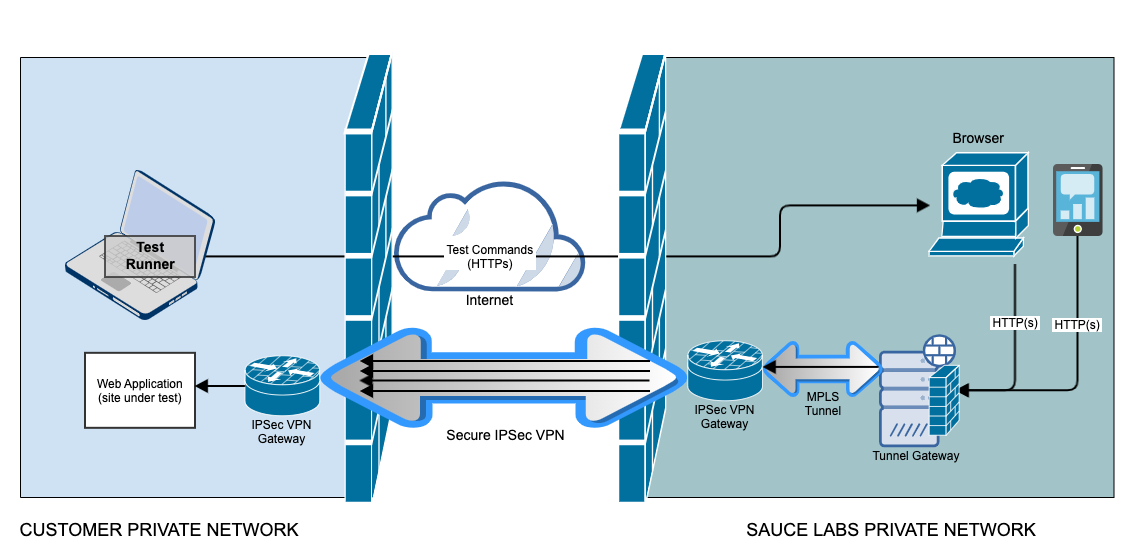 Browser
Test
Runner
Test Commands
(HTTPs)
Internet
HTTP(s)
HTTP(s)
Web Application
(site under test)
IPSec VPN
Gateway
Secure IPSec VPN
IPSec VPN
Gateway
MPLS
Tunnel
Tunnel Gateway
CUSTOMER PRIVATE NETWORK
SAUCE LABS PRIVATE NETWORK